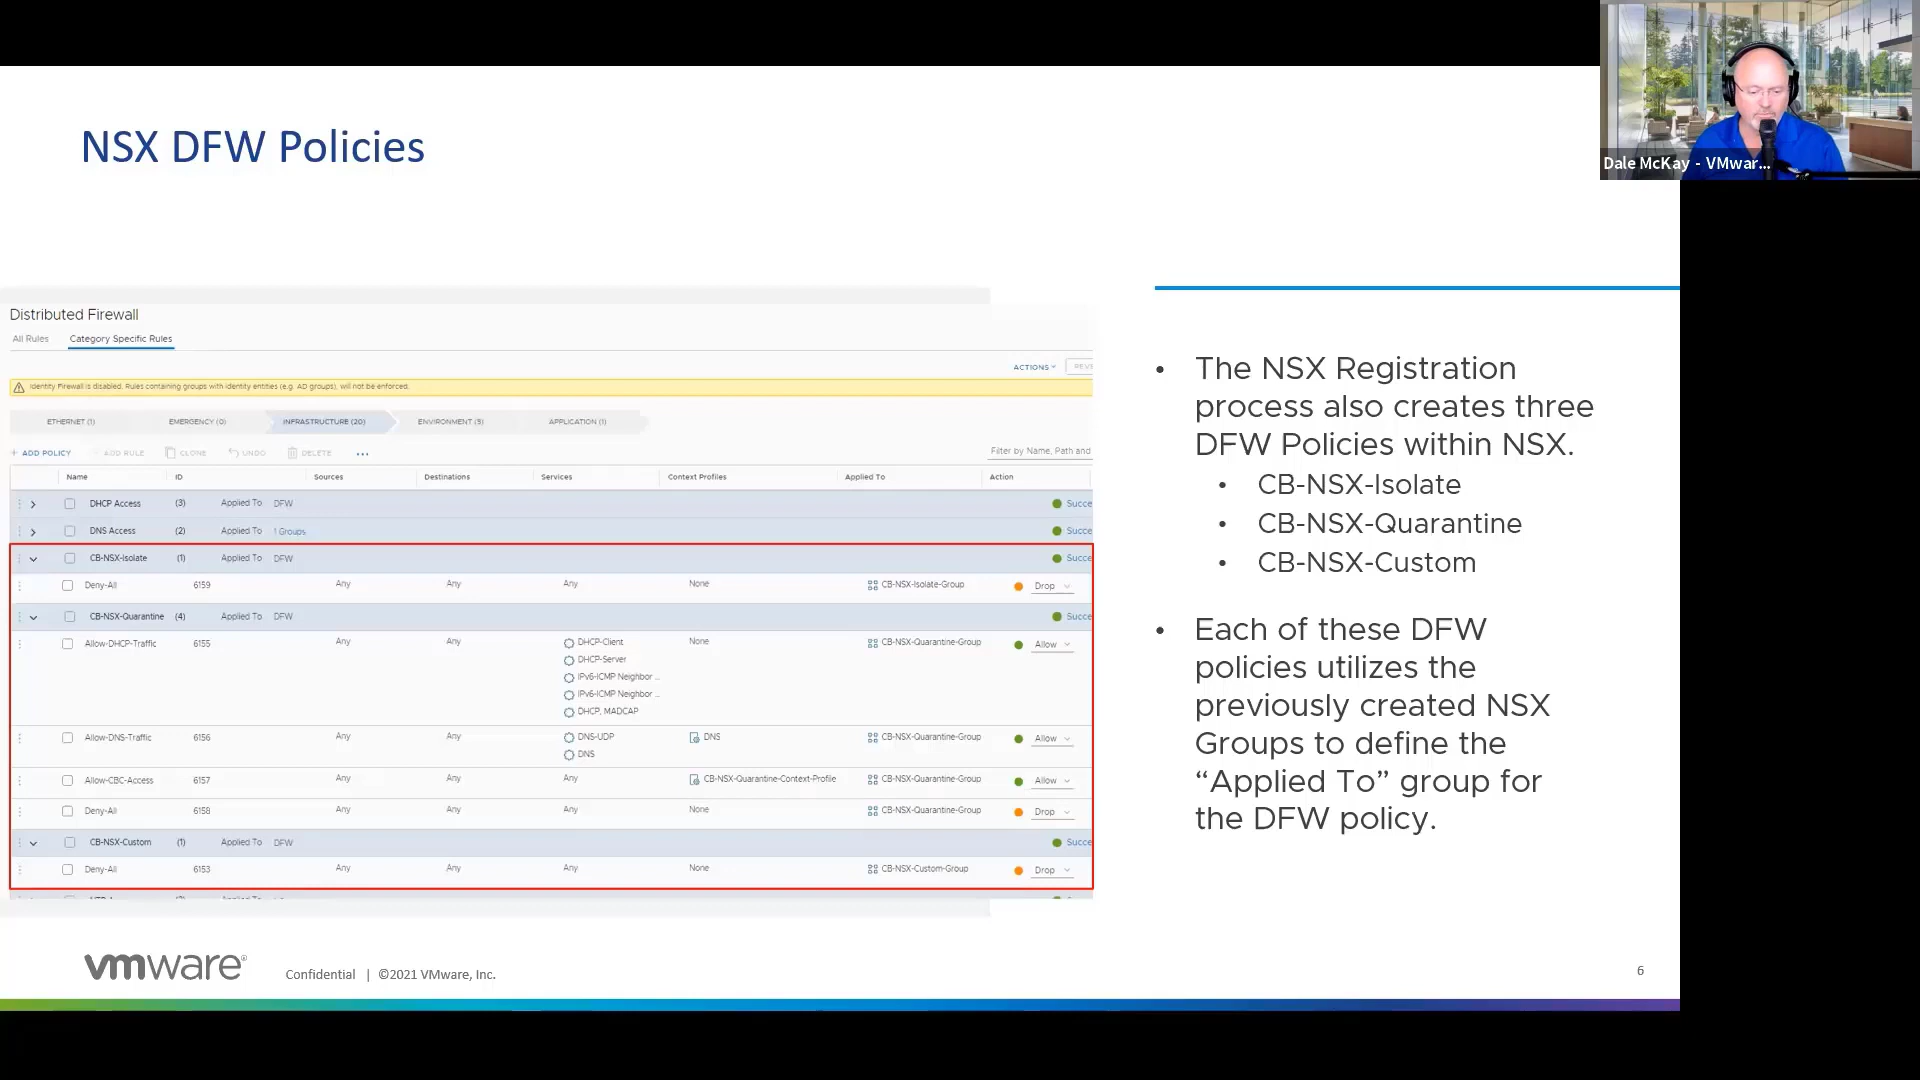 Dale McKay - VMwar...
NSX DFW Policies
Distributed Firewall
All Rules Category Specific Rules
ACTIONS
Identity Firewall is disabled. Rules containing groups with identity entities (e.g. AD groups), will not be enforced.
ETHERNET (1) EMERGENCY (0) INFRASTRUCTURE (20) ENVIRONMENT (5) APPLICATION (1)
+ ADD POLICY + ADD RULE CLONE UNDO DELETE ... Filter by Name, Path and
Name ID Sources Destinations Services Context Profiles Applied To Action
DHCP Access (3) Applied To DFW Succe
DNS Access (2) Applied To 1 Groups Succe
CB-NSX-Isolate (1) Applied To DFW Succe
Deny-All 6159 Any Any Any None CB-NSX-Isolate-Group Drop
CB-NSX-Quarantine (4) Applied To DFW Succe
Allow-DHCP-Traffic 6155 Any Any DHCP-Client None CB-NSX-Quarantine-Group Allow
DHCP-Server
IPv6-ICMP Neighbor ...
IPv6-ICMP Neighbor ...
DHCP, MADCAP
Allow-DNS-Traffic 6156 Any Any DNS-UDP DNS CB-NSX-Quarantine-Group Allow
DNS
Allow-CBC-Access 6157 Any Any Any CB-NSX-Quarantine-Context-Profile CB-NSX-Quarantine-Group Allow
Deny-All 6158 Any Any Any None CB-NSX-Quarantine-Group Drop
CB-NSX-Custom (1) Applied To DFW Succe
Deny-All 6153 Any Any Any None CB-NSX-Custom-Group Drop
• The NSX Registration
process also creates three
DFW Policies within NSX.
• CB-NSX-Isolate
• CB-NSX-Quarantine
• CB-NSX-Custom
• Each of these DFW
policies utilizes the
previously created NSX
Groups to define the
“Applied To” group for
the DFW policy.
vmware® Confidential | ©2021 VMware, Inc.
6